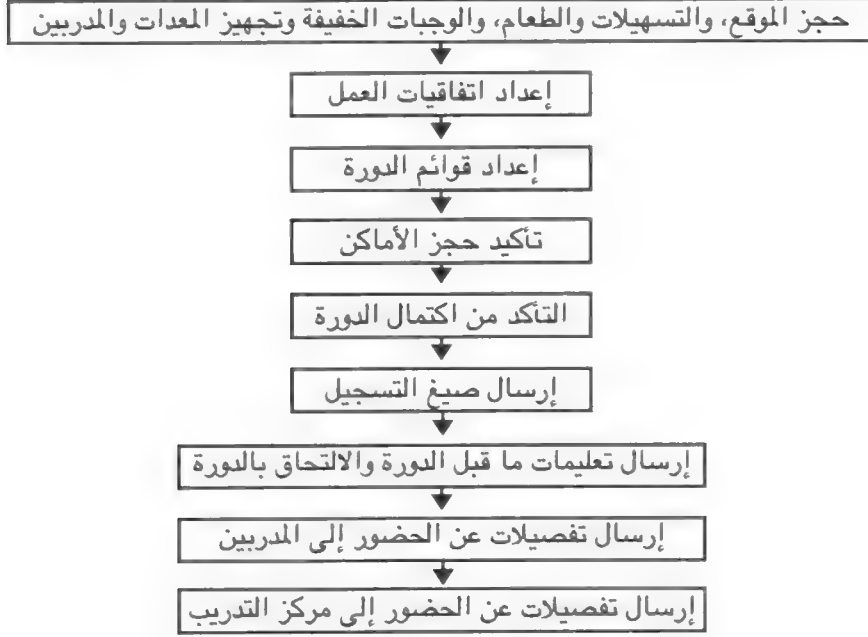 حجز الموقع، والتسهيلات والطعام، والوجبات الخفيفة وتجهيز المعدات والمدربين
إعداد اتفاقيات العمل
إعداد قوائم الدورة
تأكيد حجز الأماكن
التأكد من اكتمال الدورة
إرسال صيغ التسجيل
إرسال تعليمات ما قبل الدورة والالتحاق بالدورة
إرسال تفصيلات عن الحضور إلى المدربين
إرسال تفصيلات عن الحضور إلى مركز التدريب